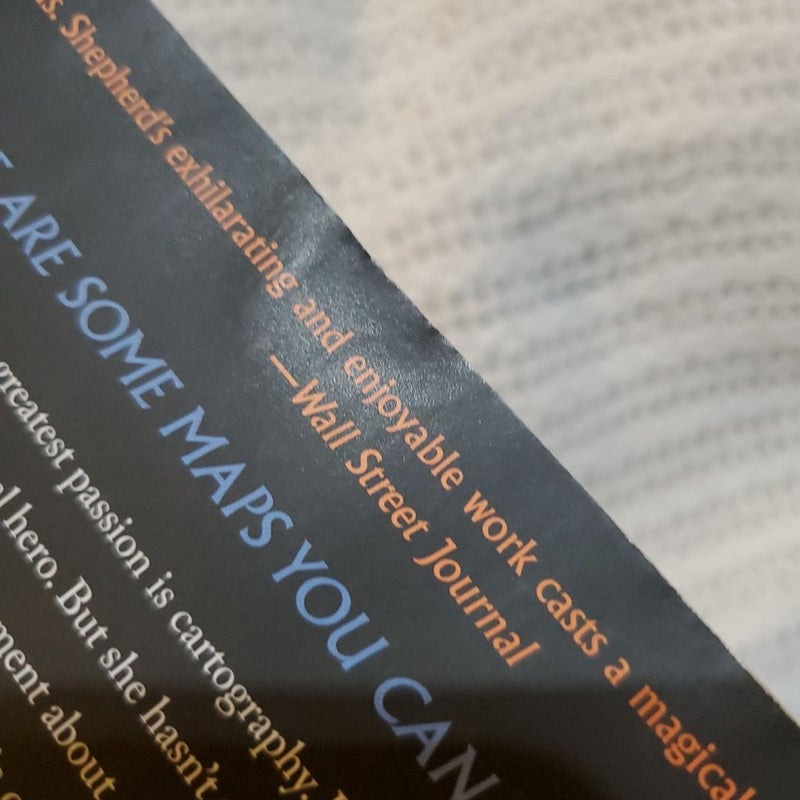 Ms. Shepherd's exhilarating and enjoyable work casts a magical
—Wall Street Journal
ARE SOME MAPS YOU CAN
greatest passion is cartography.
hero. But she hasn't
about